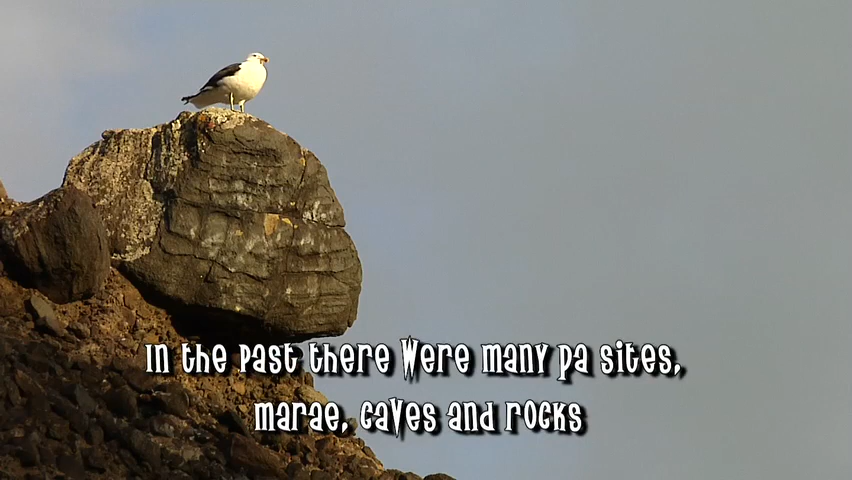 In the past there were many pa sites,
marae, caves and rocks